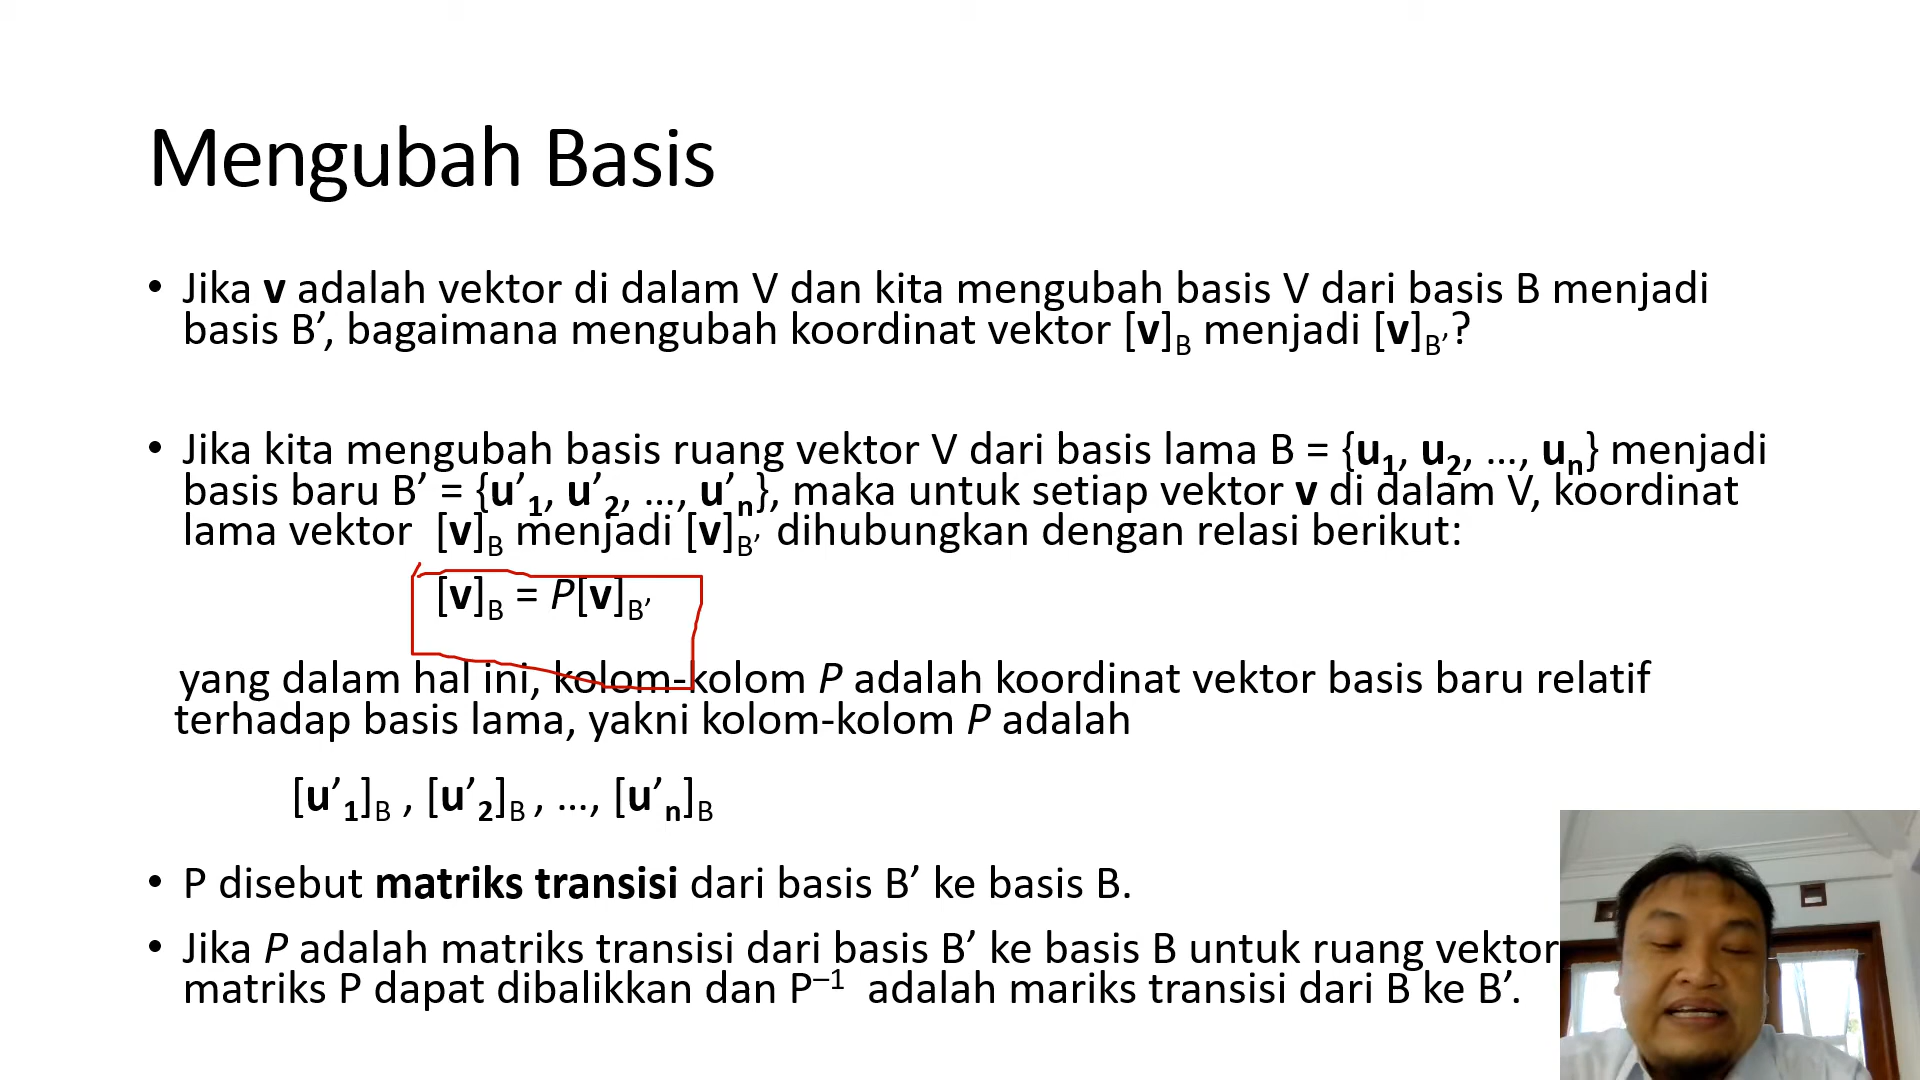 Mengubah Basis
• Jika v adalah vektor di dalam V dan kita mengubah basis V dari basis B menjadi
basis B’, bagaimana mengubah koordinat vektor [v]B menjadi [v]B’?
• Jika kita mengubah basis ruang vektor V dari basis lama B = {u1, u2, …, un} menjadi
basis baru B’ = {u’1, u’2, …, u’n}, maka untuk setiap vektor v di dalam V, koordinat
lama vektor [v]B menjadi [v]B’ dihubungkan dengan relasi berikut:
[v]B = P[v]B’
yang dalam hal ini, kolom-kolom P adalah koordinat vektor basis baru relatif
terhadap basis lama, yakni kolom-kolom P adalah
[u’1]B , [u’2]B , …, [u’n]B
• P disebut matriks transisi dari basis B’ ke basis B.
• Jika P adalah matriks transisi dari basis B’ ke basis B untuk ruang vektor
matriks P dapat dibalikkan dan P–1 adalah mariks transisi dari B ke B’.